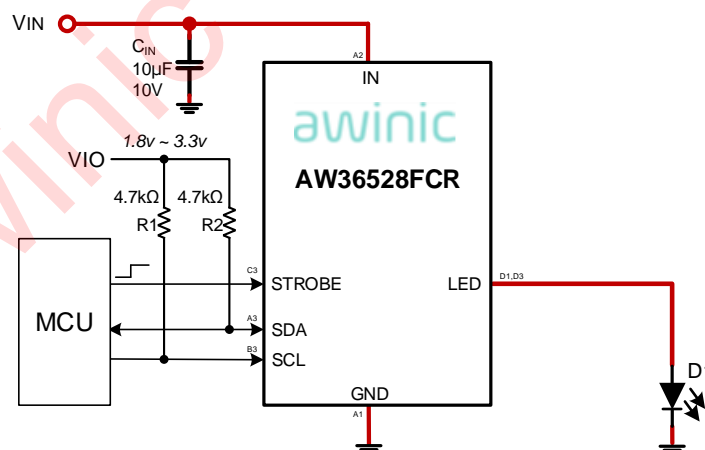 VIN
CIN
10µF
10V
A2
IN
awinic
AW36528FCR
1.8v ~ 3.3v
VIO
4.7kΩ
R1
4.7kΩ
R2
MCU
C3
STROBE
A3
SDA
B3
SCL
LED
D1,D3
GND
A1